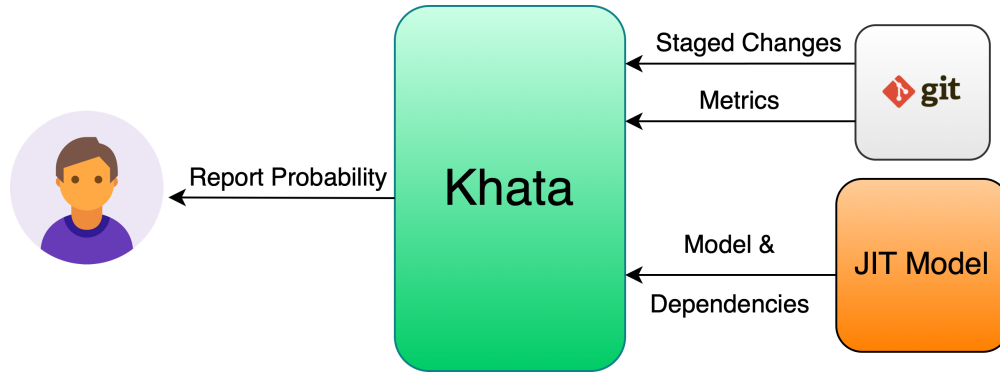 Staged Changes
git
Metrics
Report Probability
Khata
Model &
JIT Model
Dependencies